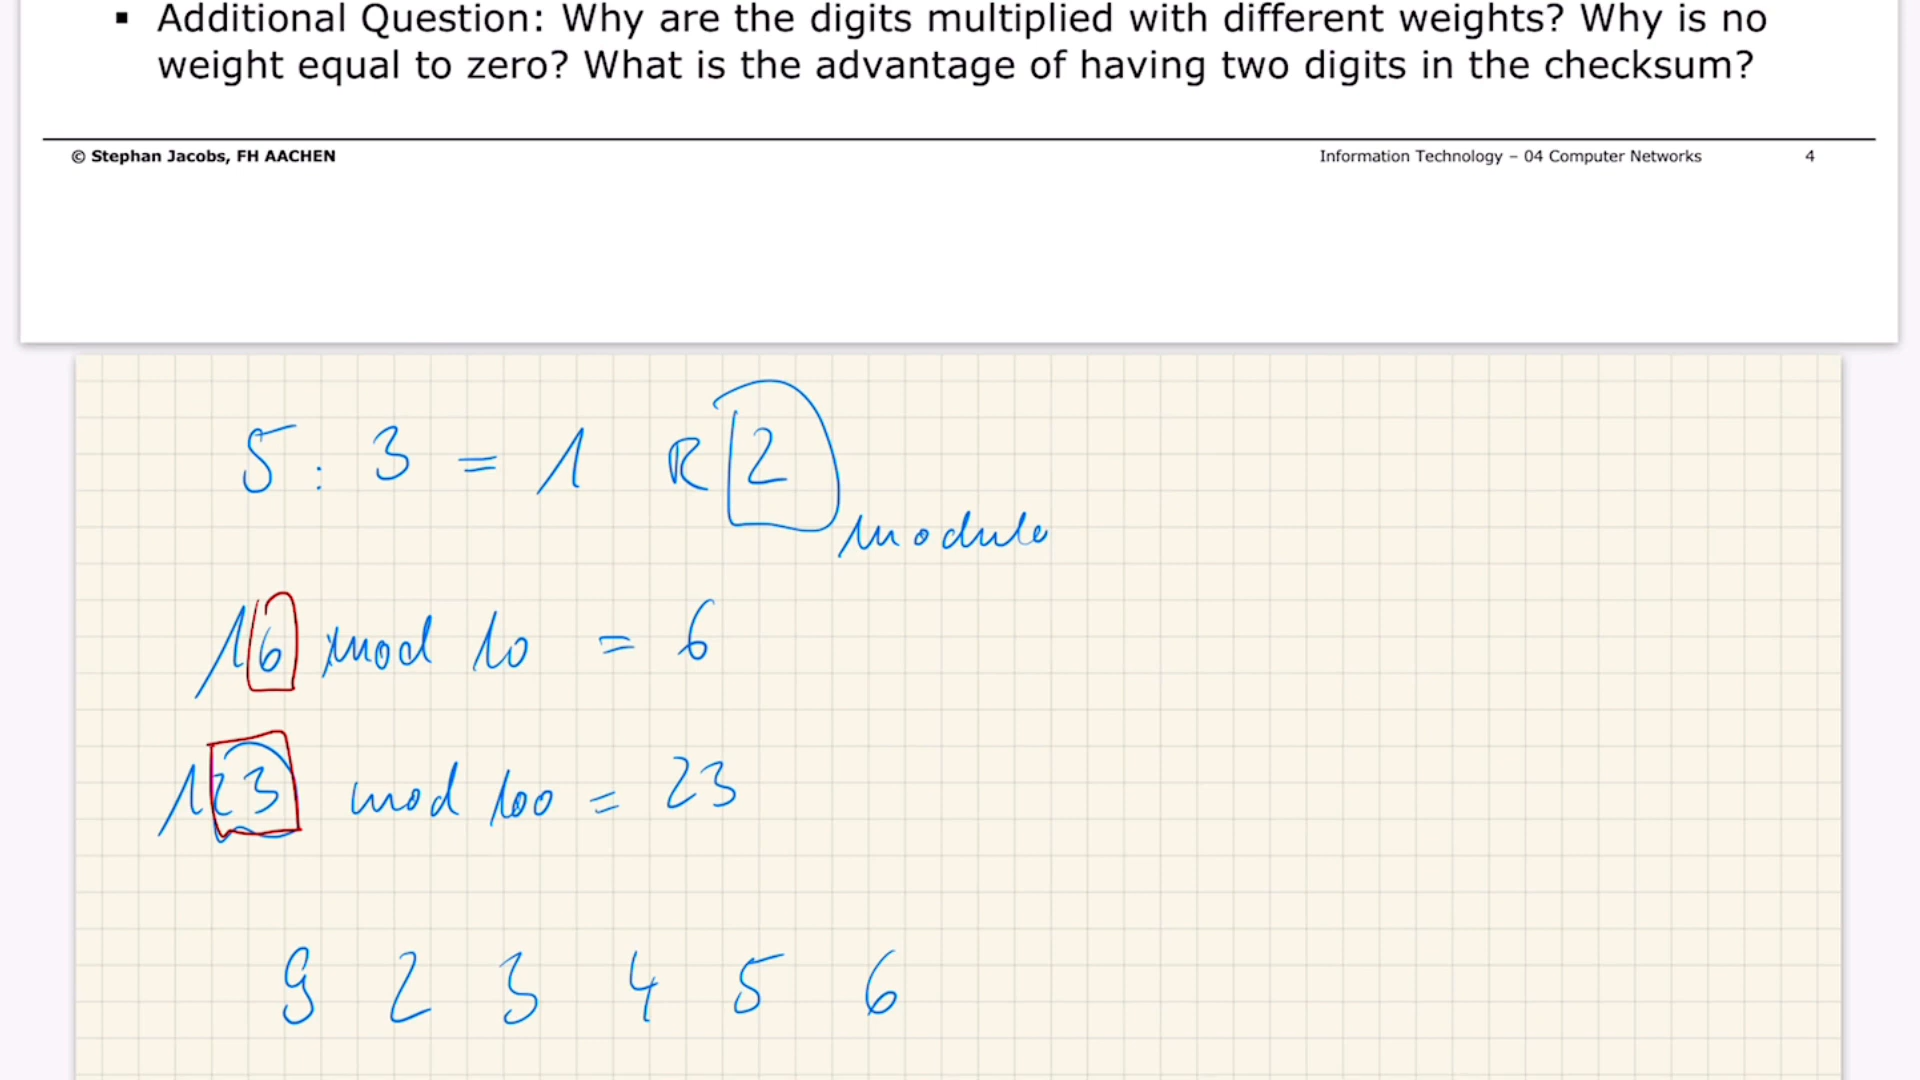 ▪ Additional Question: Why are the digits multiplied with different weights? Why is no
weight equal to zero? What is the advantage of having two digits in the checksum?
© Stephan Jacobs, FH AACHEN Information Technology – 04 Computer Networks 4
5 : 3 = 1 R 2
modulo
16 mod 10 = 6
123 mod 100 = 23
9 2 3 4 5 6